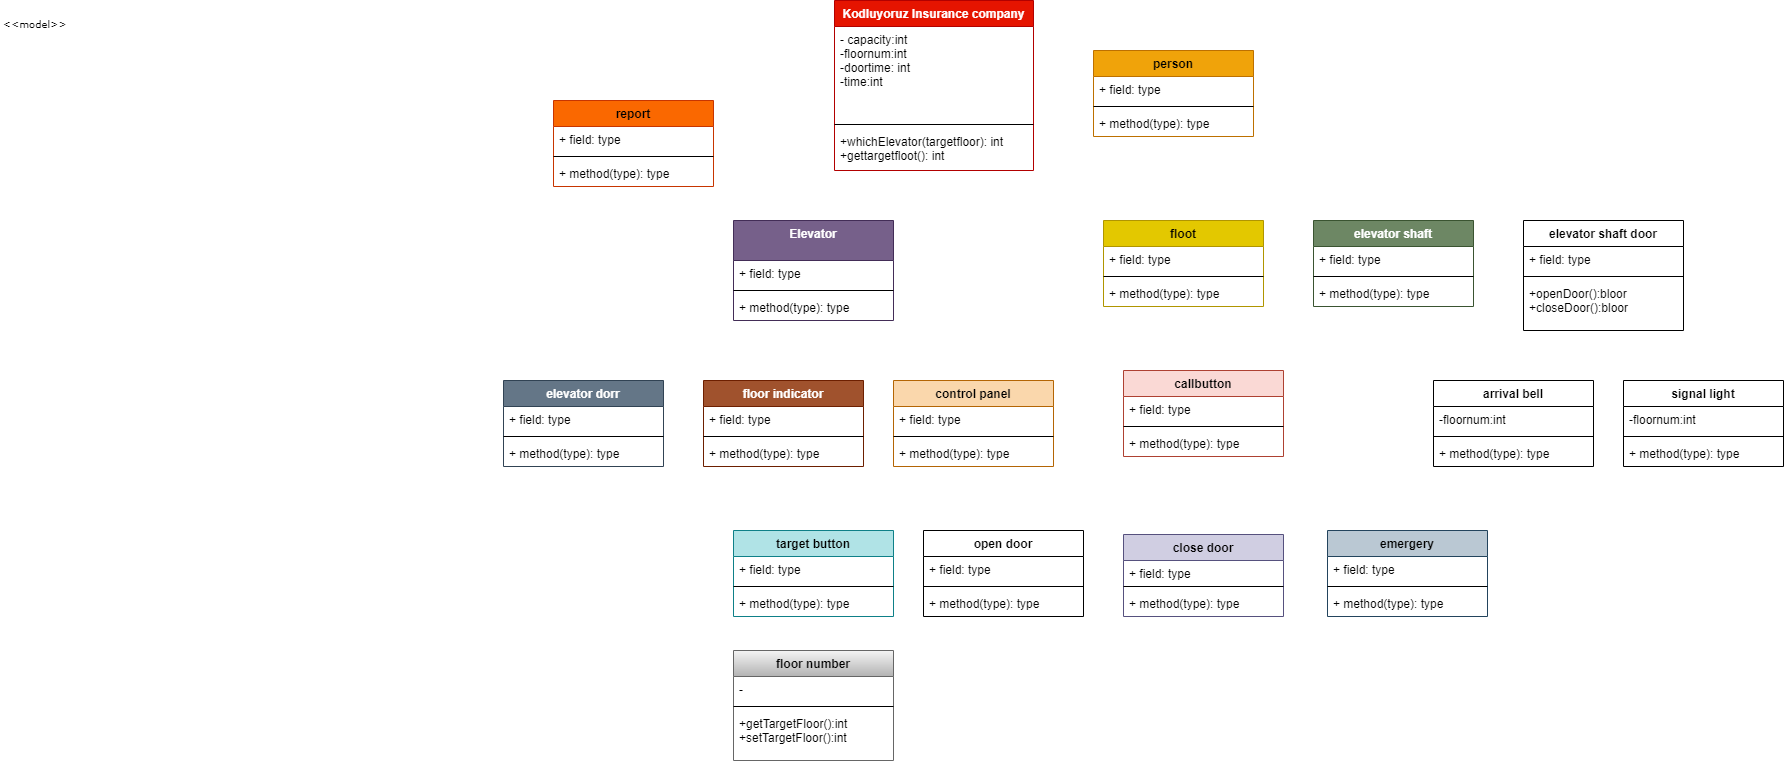 <<model>>
Kodluyoruz Insurance company
- capacity:int
-floornum:int
-doortime: int
-time:int
+whichElevator(targetfloor): int
+gettargetfloot(): int
person
+ field: type
+ method(type): type
report
+ field: type
+ method(type): type
Elevator
+ field: type
+ method(type): type
floot
+ field: type
+ method(type): type
elevator shaft
+ field: type
+ method(type): type
elevator shaft door
+ field: type
+openDoor():bloor
+closeDoor():bloor
elevator dorr
+ field: type
+ method(type): type
floor indicator
+ field: type
+ method(type): type
control panel
+ field: type
+ method(type): type
callbutton
+ field: type
+ method(type): type
arrival bell
-floornum:int
+ method(type): type
signal light
-floornum:int
+ method(type): type
target button
+ field: type
+ method(type): type
open door
+ field: type
+ method(type): type
close door
+ field: type
+ method(type): type
emergery
+ field: type
+ method(type): type
floor number
-
+getTargetFloor():int
+setTargetFloor():int